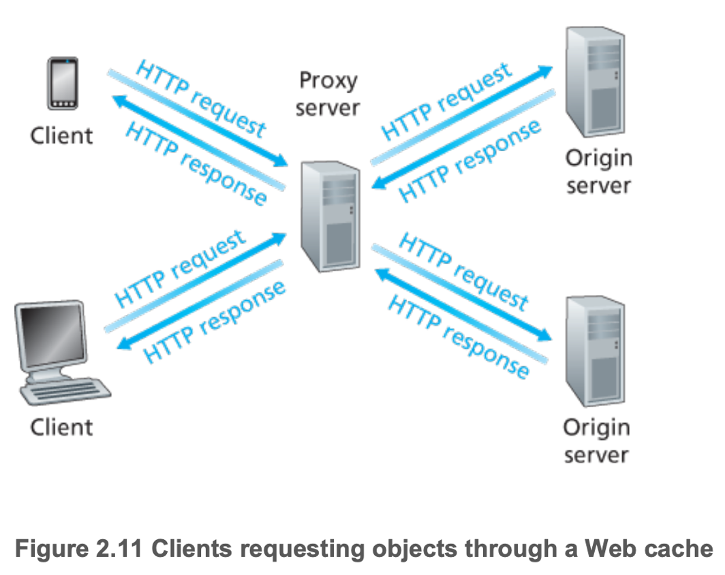 HTTP request
HTTP response
Client
Proxy
server
HTTP request
HTTP response
Origin
server
HTTP request
HTTP response
Client
HTTP request
HTTP response
Origin
server
Figure 2.11 Clients requesting objects through a Web cache